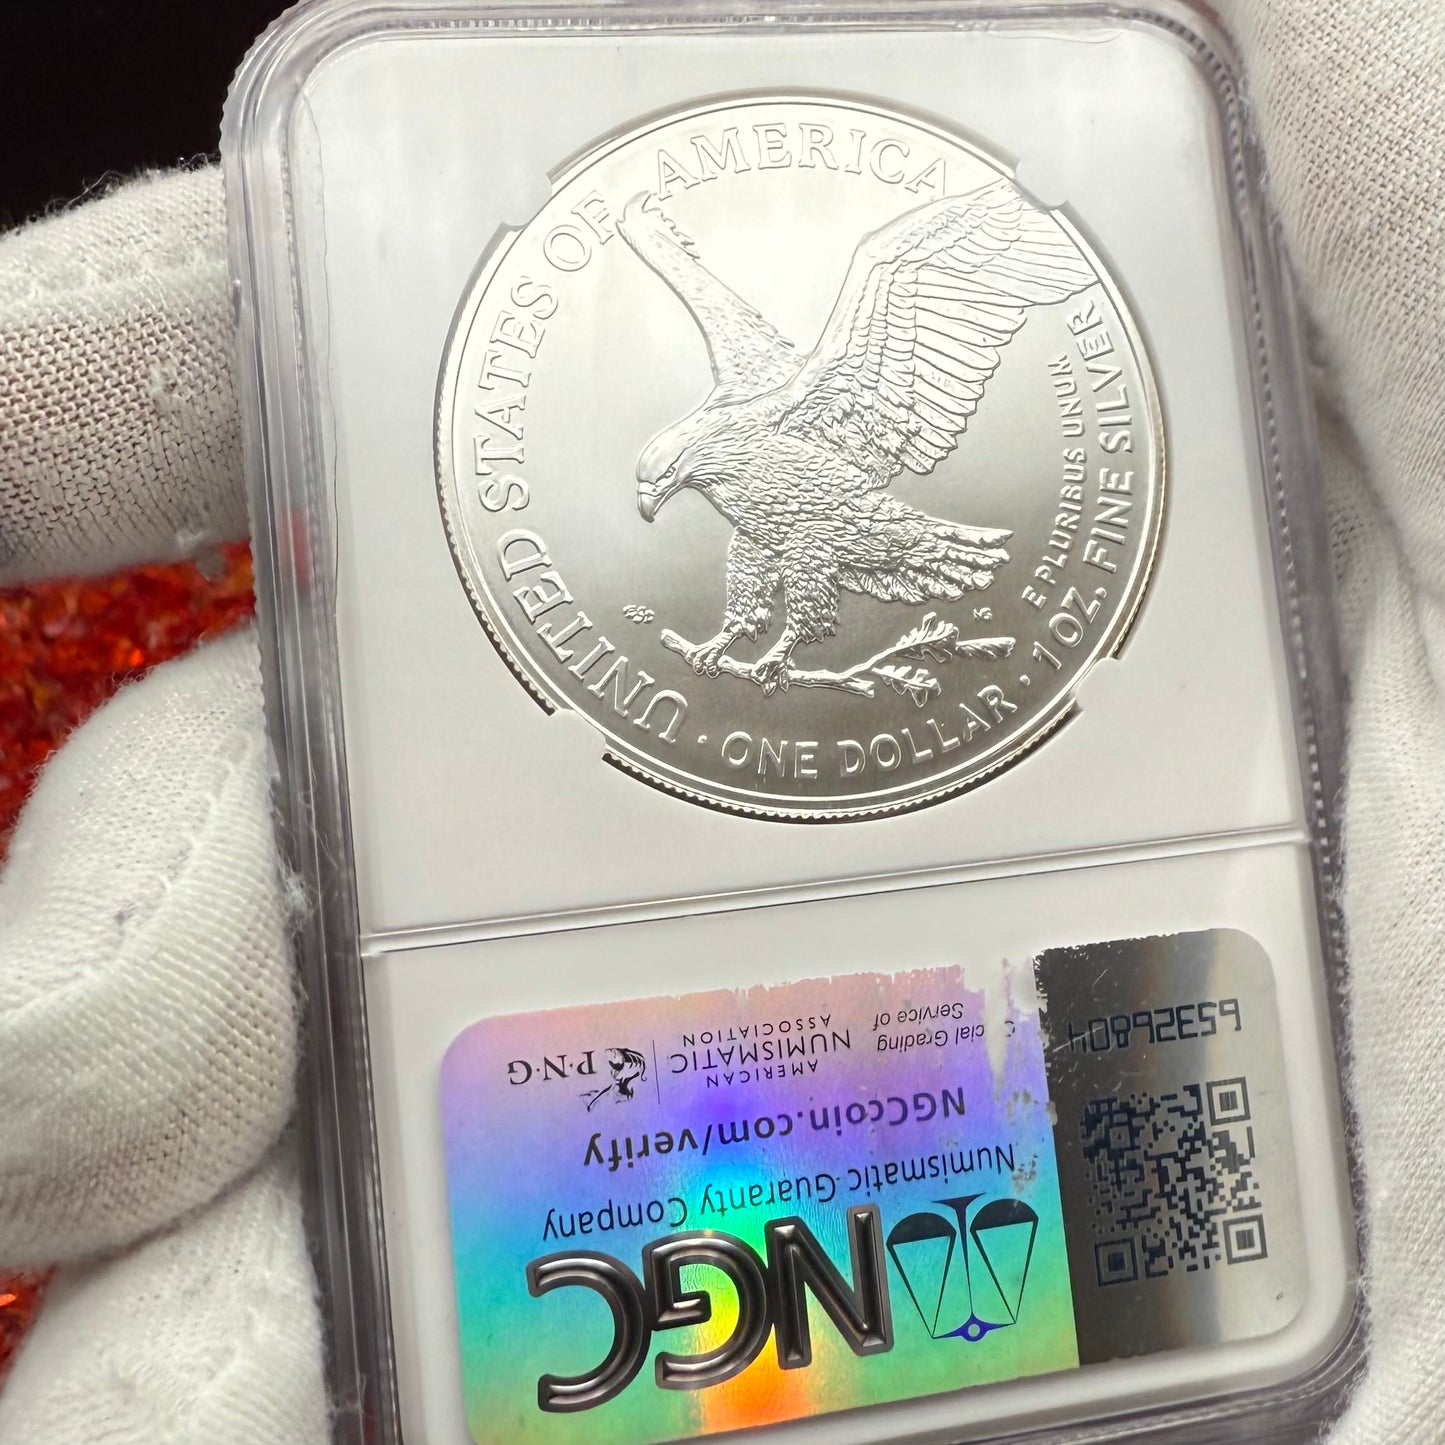 UNITED STATES OF AMERICA
E PLURIBUS UNUM
· ONE DOLLAR · 1 OZ. FINE SILVER
NGC
Numismatic Guaranty Company
NGCcoin.com/verify
P·N·G
AMERICAN
NUMISMATIC
ASSOCIATION
cial Grading
Service of